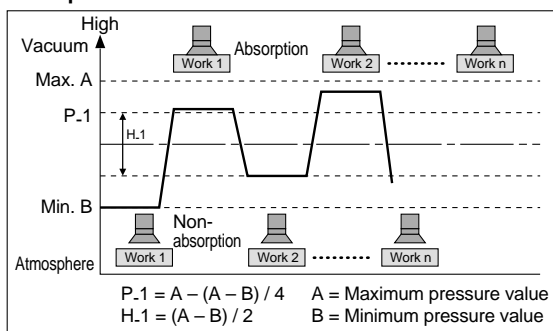 High
Vacuum
Work 1 Absorption Work 2 Work n
Max. A
P_1
H_1
Min. B
Non-
absorption
Work 1 Work 2 Work n
Atmosphere
P_1 = A – (A – B) / 4 A = Maximum pressure value
H_1 = (A – B) / 2 B = Minimum pressure value